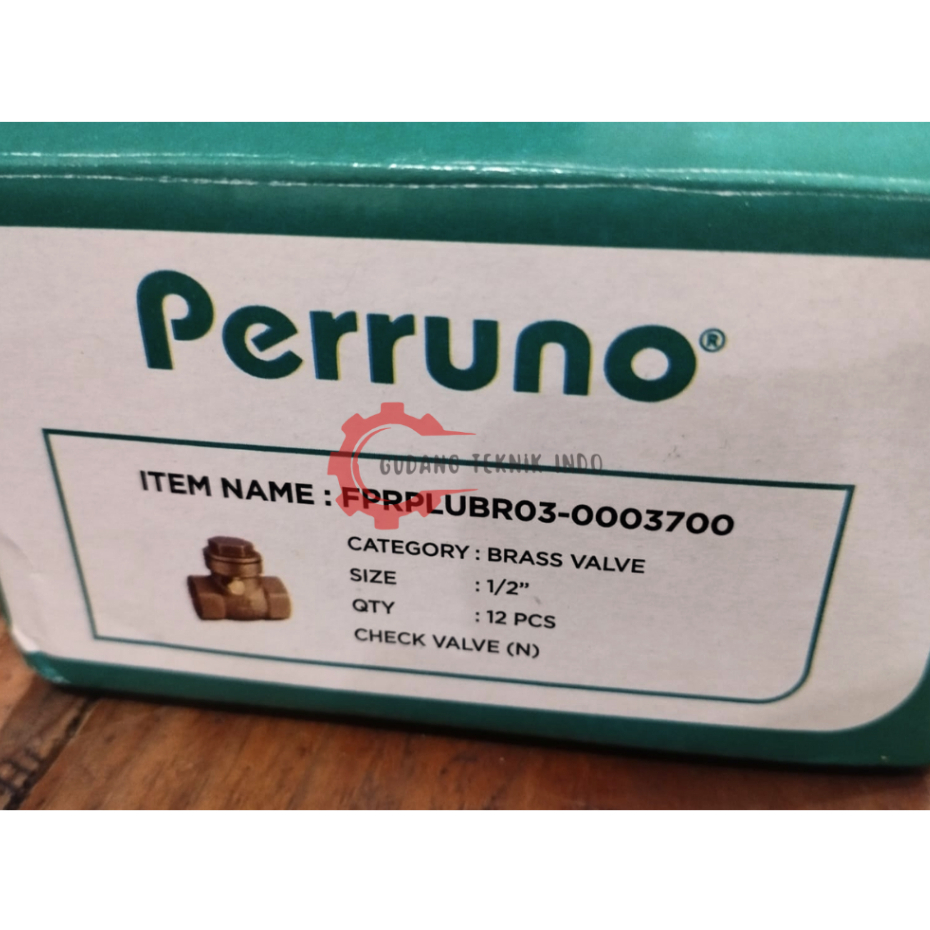 Perruno®
GUDANG TEKNIK INDO
ITEM NAME : FPRPLUBR03-0003700
CATEGORY : BRASS VALVE
SIZE : 1/2”
QTY : 12 PCS
CHECK VALVE (N)